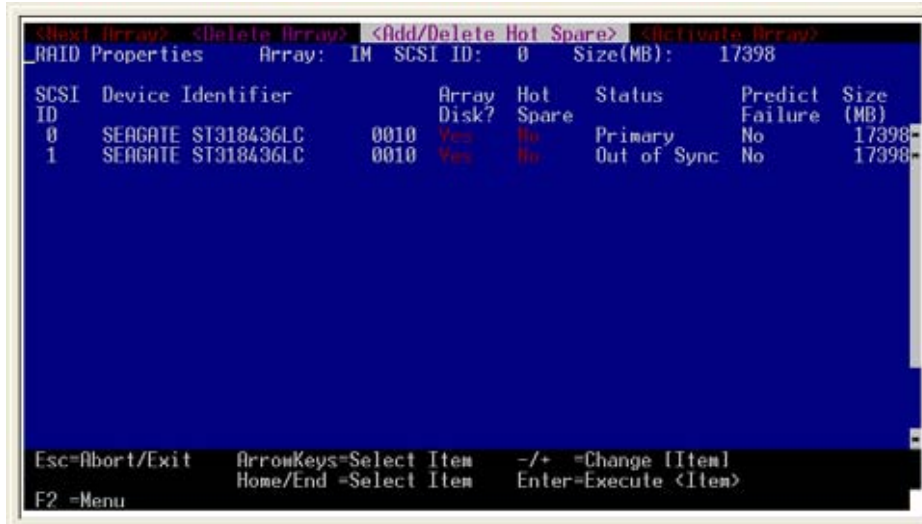 <Next Array> <Delete Array> <Add/Delete Hot Spare> <Activate Array>
RAID Properties Array: IM SCSI ID: 0 Size(MB): 17398
SCSI Device Identifier Array Hot Status Predict Size
ID Disk? Spare Failure (MB)
0 SEAGATE ST318436LC 0010 Yes No Primary No 17398
1 SEAGATE ST318436LC 0010 Yes No Out of Sync No 17398
Esc=Abort/Exit ArrowKeys=Select Item -/+ =Change [Item]
Home/End =Select Item Enter=Execute <Item>
F2 =Menu